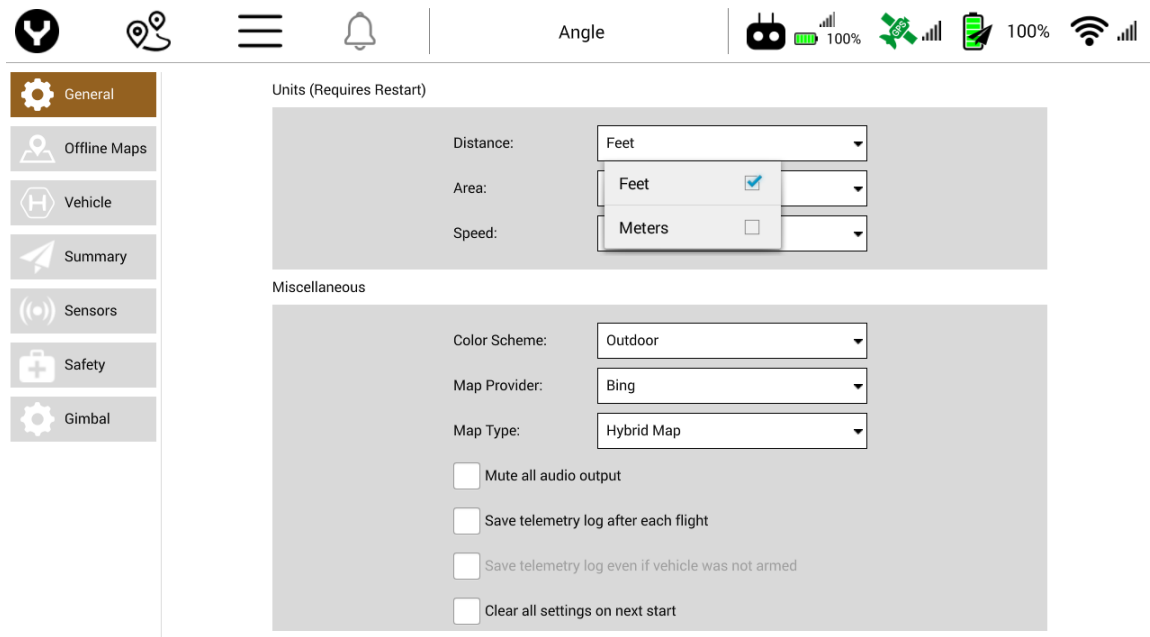 Angle
100%
GPS
100%
General
Offline Maps
Vehicle
Summary
Sensors
Safety
Gimbal
Units (Requires Restart)
Distance: Feet
Feet
Area:
Meters
Speed:
Miscellaneous
Color Scheme: Outdoor
Map Provider: Bing
Map Type: Hybrid Map
Mute all audio output
Save telemetry log after each flight
Save telemetry log even if vehicle was not armed
Clear all settings on next start